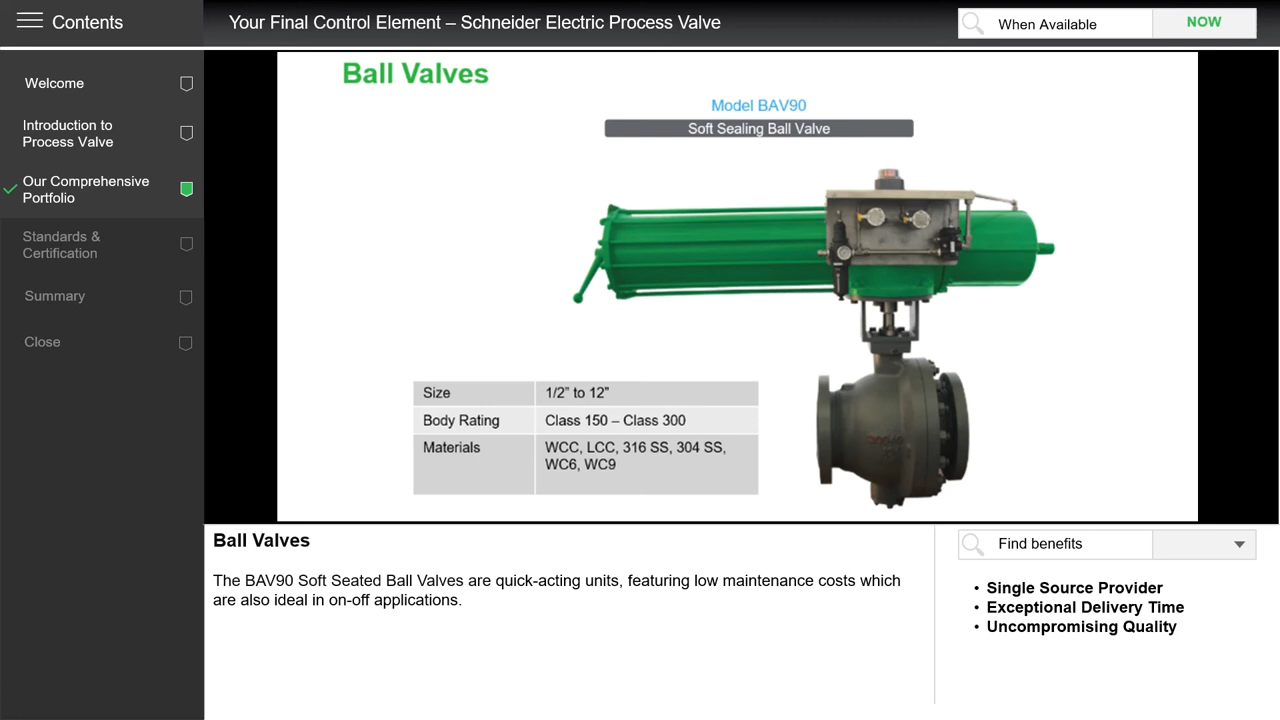 Contents
Your Final Control Element – Schneider Electric Process Valve
When Available
NOW
Welcome
Introduction to
Process Valve
Our Comprehensive
Portfolio
Standards &
Certification
Summary
Close
Ball Valves
Model BAV90
Soft Sealing Ball Valve
Size 1/2” to 12”
Body Rating Class 150 – Class 300
Materials WCC, LCC, 316 SS, 304 SS,
WC6, WC9
Ball Valves
The BAV90 Soft Seated Ball Valves are quick-acting units, featuring low maintenance costs which
are also ideal in on-off applications.
Find benefits
• Single Source Provider
• Exceptional Delivery Time
• Uncompromising Quality